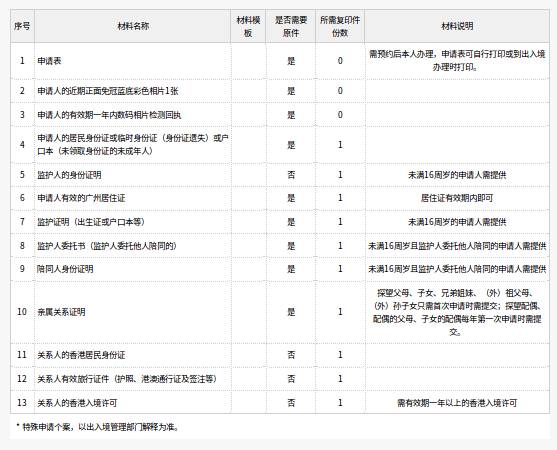 序号 材料名称 材料模板 是否需要原件 所需复印件份数 材料说明
1 申请表 是 0 需预约后本人办理，申请表可自行打印或到出入境办理时打印。
2 申请人的近期正面免冠蓝底彩色相片1张 是 0
3 申请人的有效期一年内数码相片检测回执 是 0
4 申请人的居民身份证或临时身份证（身份证遗失）或户口本（未领取身份证的未成年人） 是 1
5 监护人的身份证明 否 1 未满16周岁的申请人需提供
6 申请人有效的广州居住证 是 1 居住证有效期内即可
7 监护证明（出生证或户口本等） 是 1 未满16周岁的申请人需提供
8 监护人委托书（监护人委托他人陪同的） 是 1 未满16周岁且监护人委托他人陪同的申请人需提供
9 陪同人身份证明 是 1 未满16周岁且监护人委托他人陪同的申请人需提供
10 亲属关系证明 是 1 探望父母、子女、兄弟姐妹、（外）祖父母、（外）孙子女只需首次申请时需提交；探望配偶、配偶的父母、子女的配偶每年第一次申请时需提交。
11 关系人的香港居民身份证 否 1
12 关系人有效旅行证件（护照、港澳通行证及签注等） 否 1
13 关系人的香港入境许可 否 1 需有效期一年以上的香港入境许可
* 特殊申请个案，以出入境管理部门解释为准。